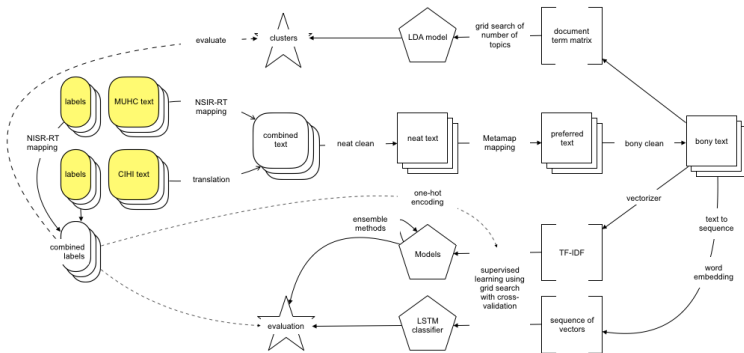 evaluate
clusters
LDA model
grid search of
number of
topics
document
term matrix
labels
MUHC text
NSIR-RT
mapping
NISR-RT
mapping
combined
text
neat clean
neat text
Metamap
mapping
preferred
text
bony clean
bony text
labels
CIHI text
translation
one-hot
encoding
vectorizer
text to
sequence
combined
labels
ensemble
methods
Models
supervised
learning using
grid search
with cross-
validation
TF-IDF
word
embedding
evaluation
LSTM
classifier
sequence of
vectors